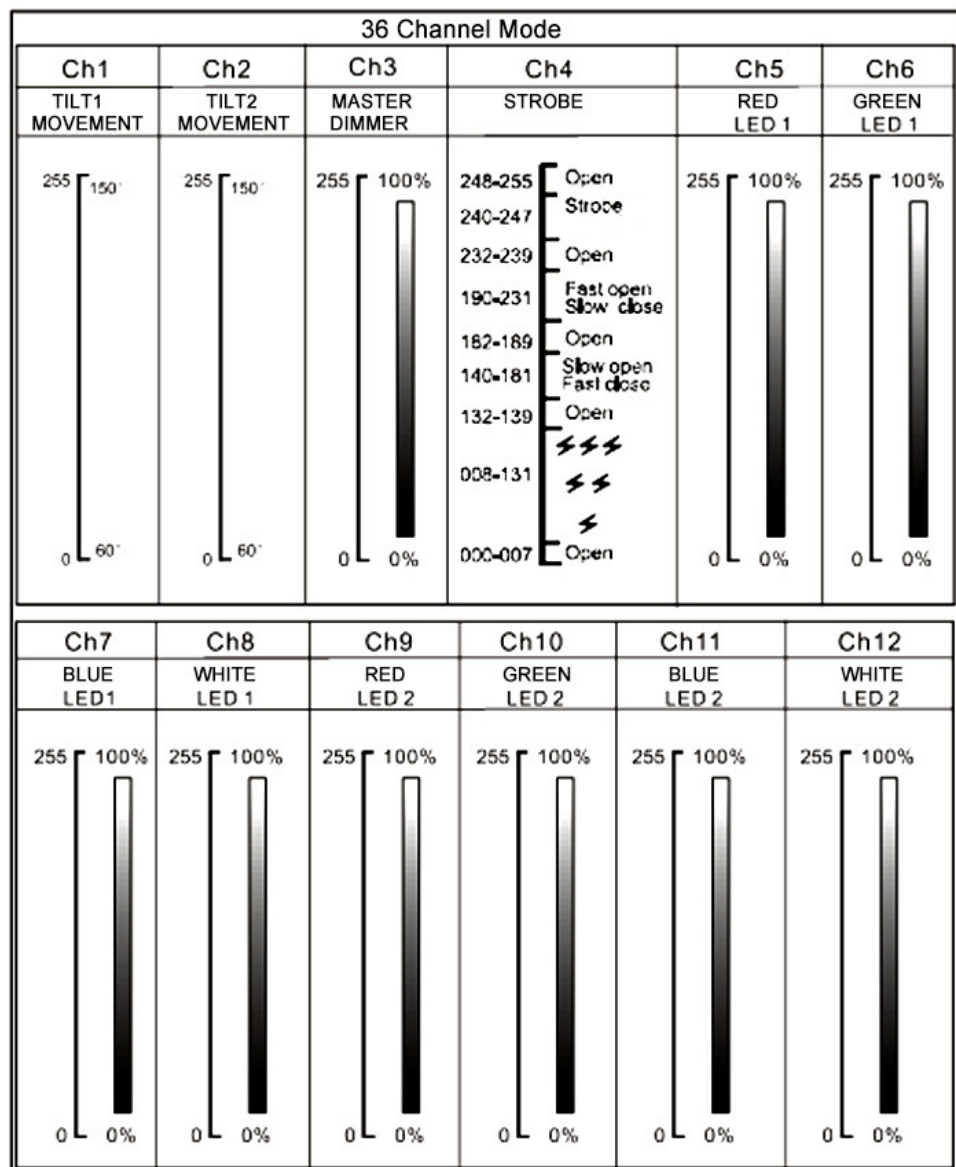 36 Channel Mode
Ch1 Ch2 Ch3 Ch4 Ch5 Ch6
TILT1 TILT2 MASTER STROBE RED GREEN
MOVEMENT MOVEMENT DIMMER LED 1 LED 1
255 150° 255 150° 255 100% 248-255 Open 255 100% 255 100%
240-247 Strobe
232-239 Open
190-231 Fast open
Slow close
182-189 Open
140-181 Slow open
Fast close
132-139 Open
008-131
0 60° 0 60° 0 0% 000-007 Open 0 0% 0 0%
Ch7 Ch8 Ch9 Ch10 Ch11 Ch12
BLUE WHITE RED GREEN BLUE WHITE
LED1 LED 1 LED 2 LED 2 LED 2 LED 2
255 100% 255 100% 255 100% 255 100% 255 100% 255 100%
0 0% 0 0% 0 0% 0 0% 0 0% 0 0%